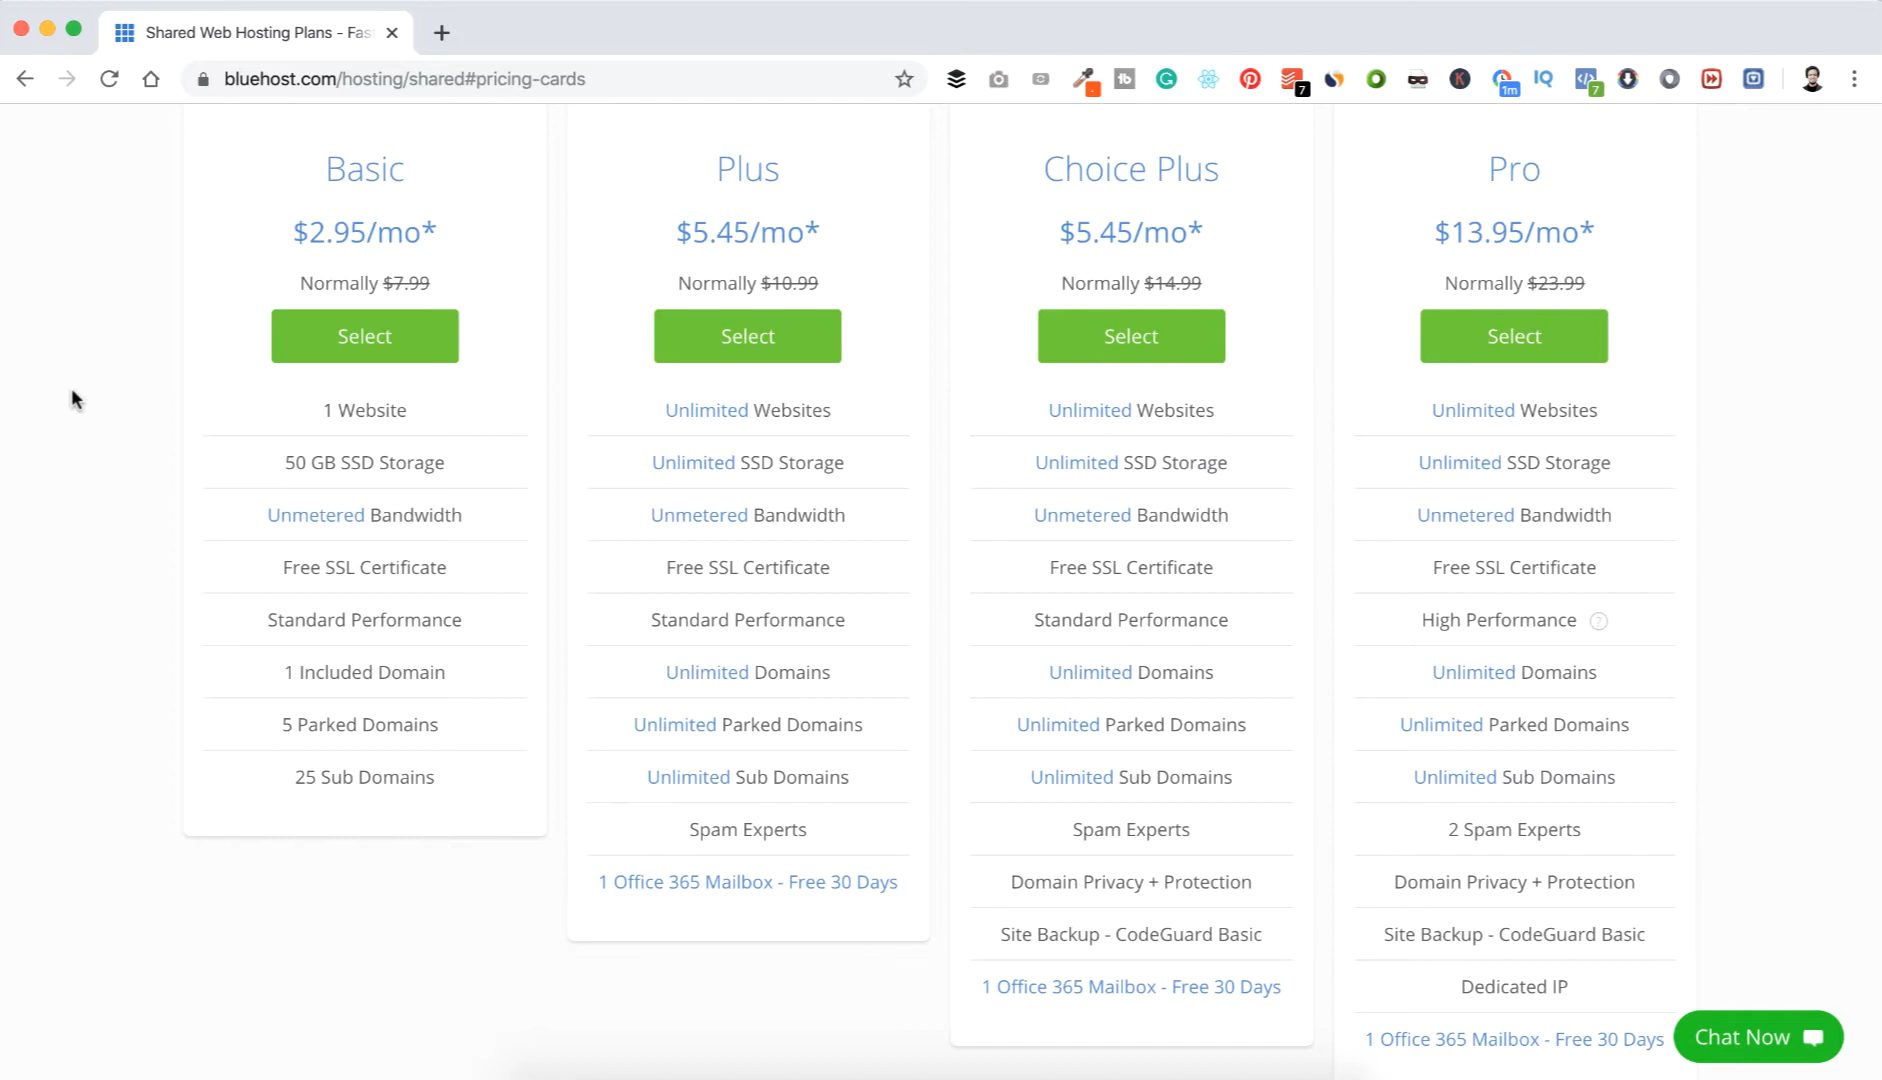 Shared Web Hosting Plans - Fas
bluehost.com/hosting/shared#pricing-cards
7
1m
IQ
7
Basic
$2.95/mo*
Normally $7.99
Select
1 Website
50 GB SSD Storage
Unmetered Bandwidth
Free SSL Certificate
Standard Performance
1 Included Domain
5 Parked Domains
25 Sub Domains
Plus
$5.45/mo*
Normally $10.99
Select
Unlimited Websites
Unlimited SSD Storage
Unmetered Bandwidth
Free SSL Certificate
Standard Performance
Unlimited Domains
Unlimited Parked Domains
Unlimited Sub Domains
Spam Experts
1 Office 365 Mailbox - Free 30 Days
Choice Plus
$5.45/mo*
Normally $14.99
Select
Unlimited Websites
Unlimited SSD Storage
Unmetered Bandwidth
Free SSL Certificate
Standard Performance
Unlimited Domains
Unlimited Parked Domains
Unlimited Sub Domains
Spam Experts
Domain Privacy + Protection
Site Backup - CodeGuard Basic
1 Office 365 Mailbox - Free 30 Days
Pro
$13.95/mo*
Normally $23.99
Select
Unlimited Websites
Unlimited SSD Storage
Unmetered Bandwidth
Free SSL Certificate
High Performance ?
Unlimited Domains
Unlimited Parked Domains
Unlimited Sub Domains
2 Spam Experts
Domain Privacy + Protection
Site Backup - CodeGuard Basic
Dedicated IP
1 Office 365 Mailbox - Free 30 Days
Chat Now